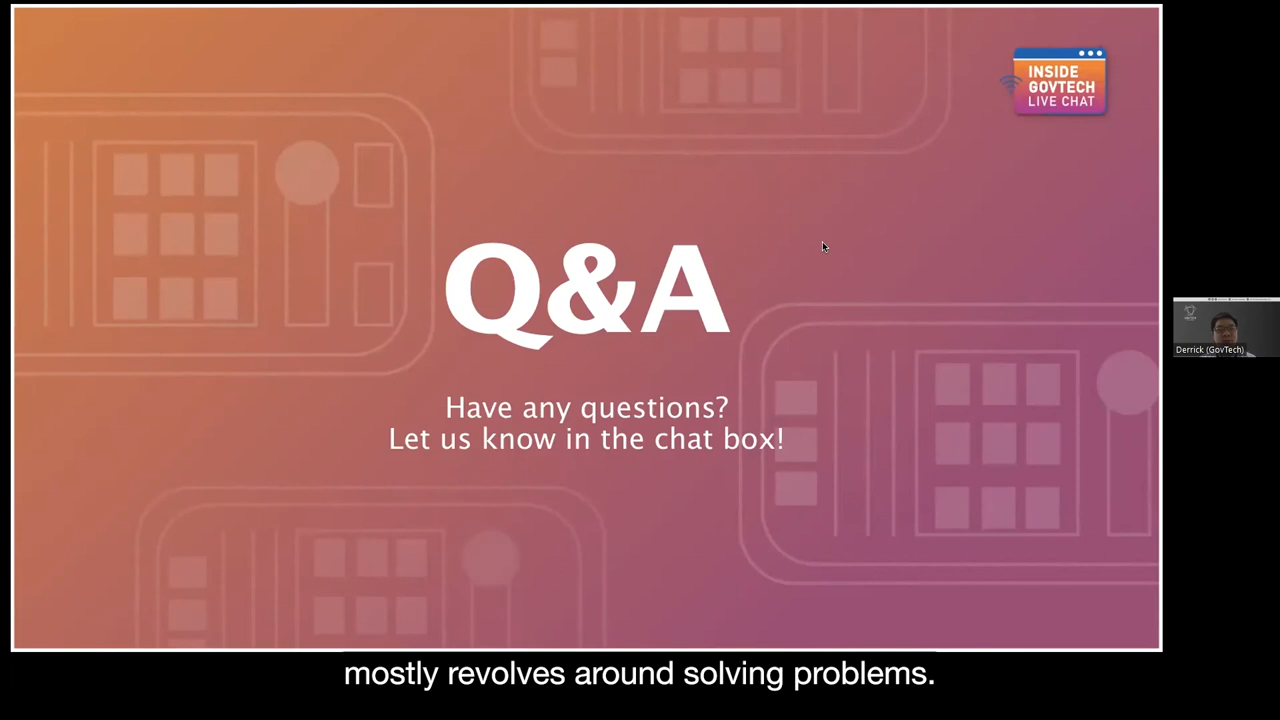 INSIDE
GOVTECH
LIVE CHAT
Q&A
Have any questions?
Let us know in the chat box!
Derrick (GovTech)
mostly revolves around solving problems.